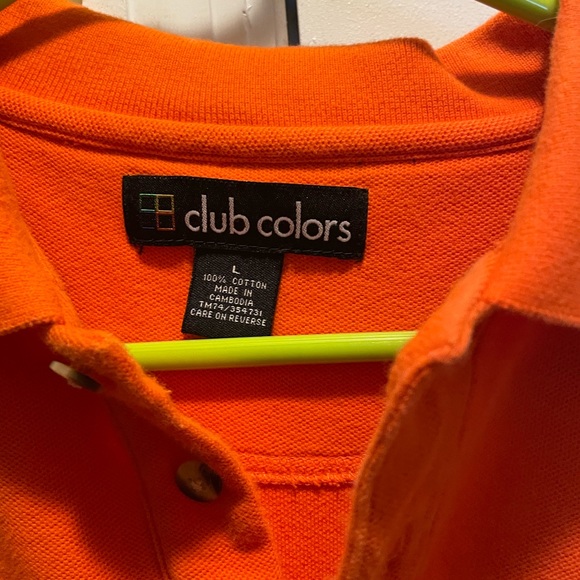 club colors
L
100% COTTON
MADE IN
CAMBODIA
TM74/354731
CARE ON REVERSE